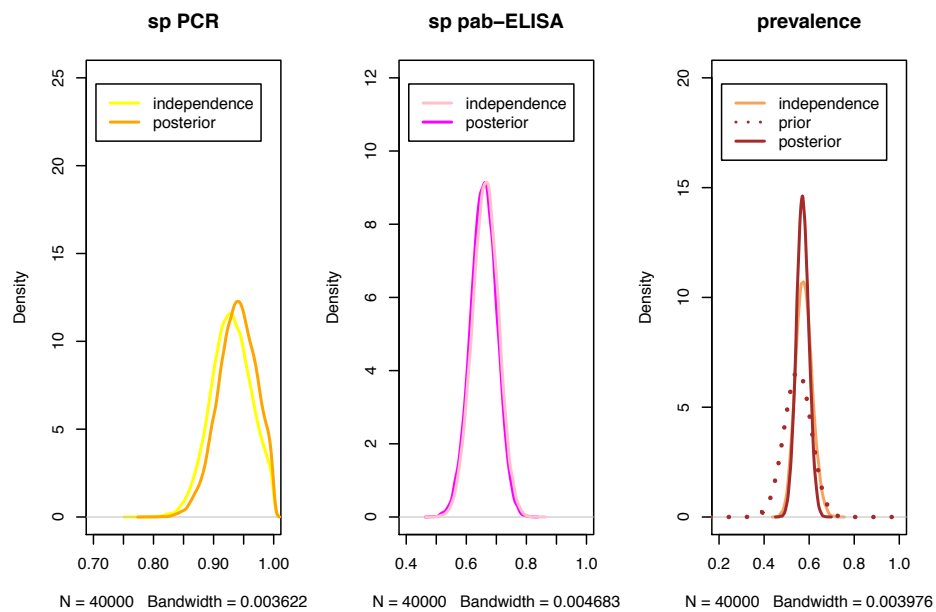 sp PCR
independence
posterior
Density
0
5
10
15
20
25
0.70
0.80
0.90
1.00
N = 40000 Bandwidth = 0.003622
sp pab−ELISA
independence
posterior
Density
0
2
4
6
8
10
12
0.4
0.6
0.8
1.0
N = 40000 Bandwidth = 0.004683
prevalence
independence
prior
posterior
Density
0
5
10
15
20
0.2
0.4
0.6
0.8
1.0
N = 40000 Bandwidth = 0.003976